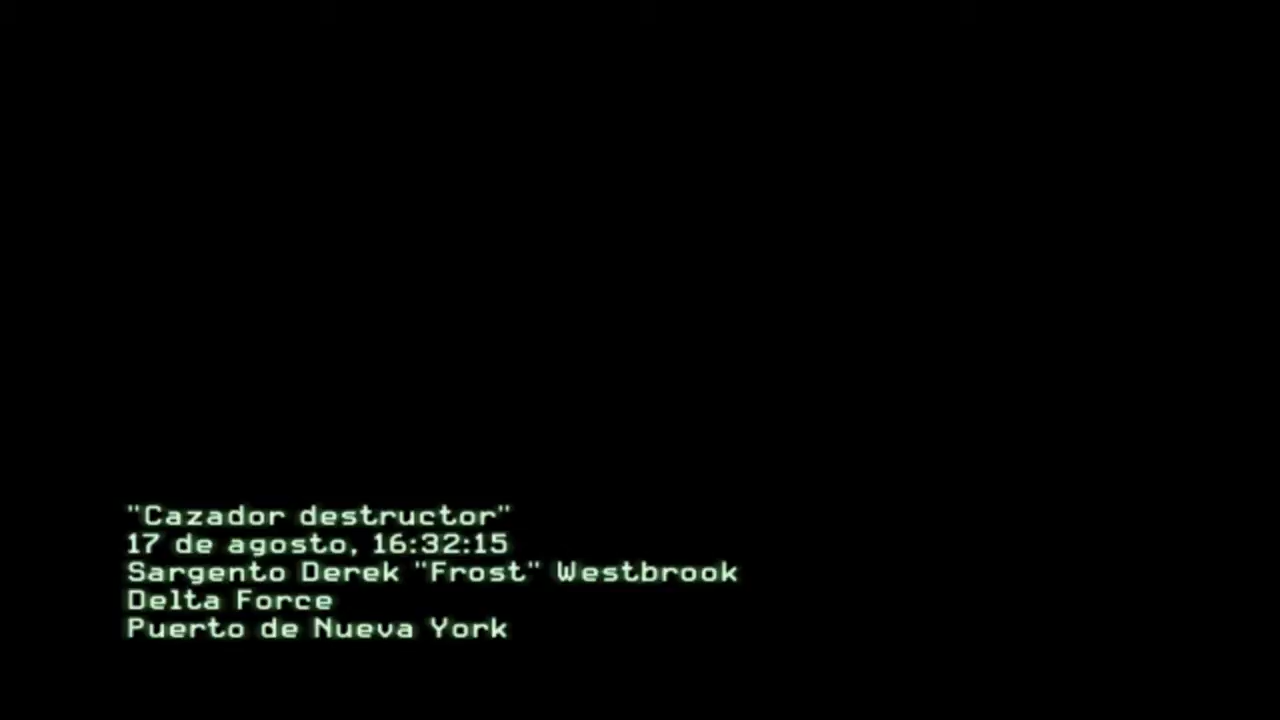 "Cazador destructor"
17 de agosto, 16:32:15
Sargento Derek "Frost" Westbrook
Delta Force
Puerto de Nueva York